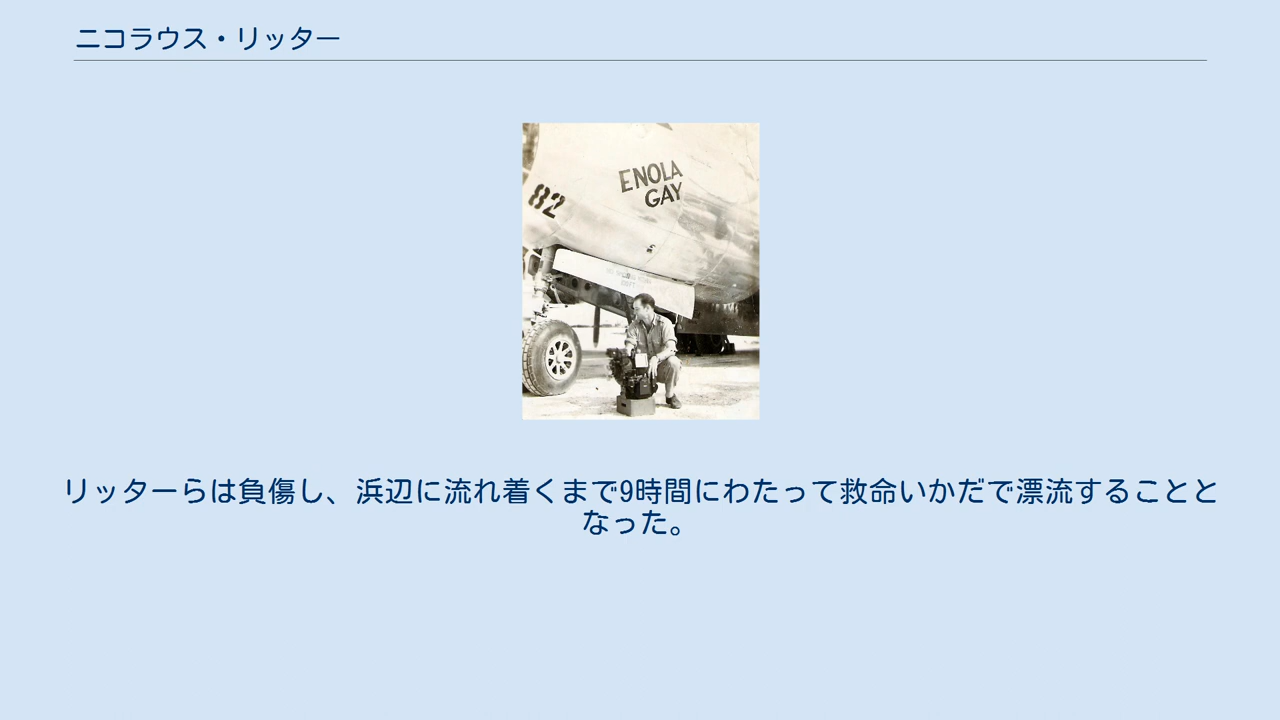 ニコラウス・リッター
ENOLA
GAY
82
リッターらは負傷し、浜辺に流れ着くまで9時間にわたって救命いかだで漂流することと
なった。